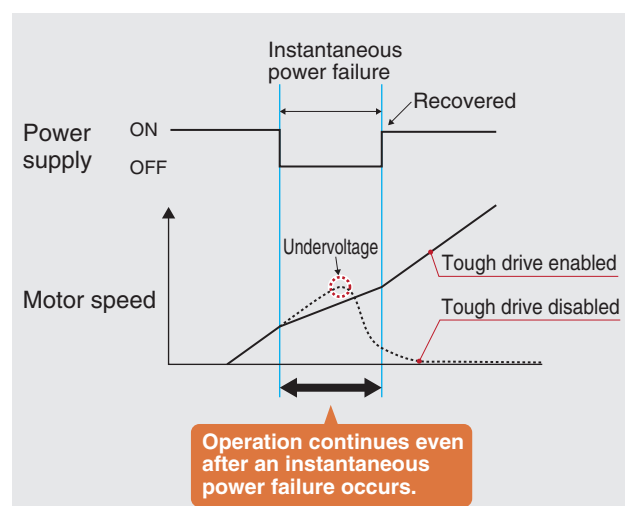 Instantaneous
power failure
Recovered
Power
supply
ON
OFF
Undervoltage
Tough drive enabled
Motor speed
Tough drive disabled
Operation continues even
after an instantaneous
power failure occurs.